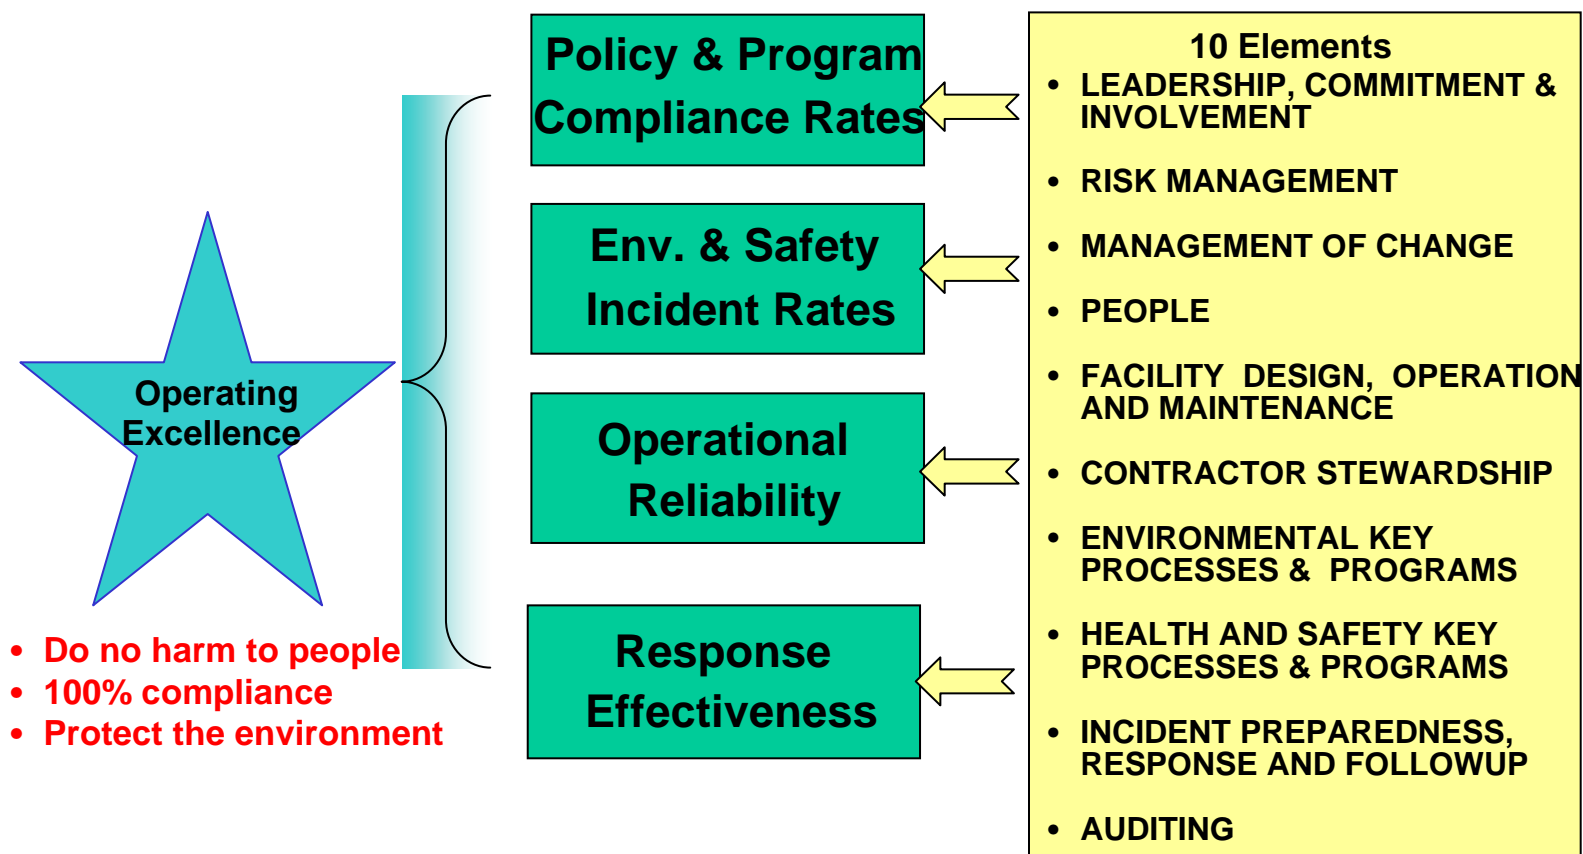 Operating
Excellence
• Do no harm to people
• 100% compliance
• Protect the environment
Policy & Program
Compliance Rates
Env. & Safety
Incident Rates
Operational
Reliability
Response
Effectiveness
10 Elements
• LEADERSHIP, COMMITMENT &
INVOLVEMENT
• RISK MANAGEMENT
• MANAGEMENT OF CHANGE
• PEOPLE
• FACILITY DESIGN, OPERATION
AND MAINTENANCE
• CONTRACTOR STEWARDSHIP
• ENVIRONMENTAL KEY
PROCESSES & PROGRAMS
• HEALTH AND SAFETY KEY
PROCESSES & PROGRAMS
• INCIDENT PREPAREDNESS,
RESPONSE AND FOLLOWUP
• AUDITING